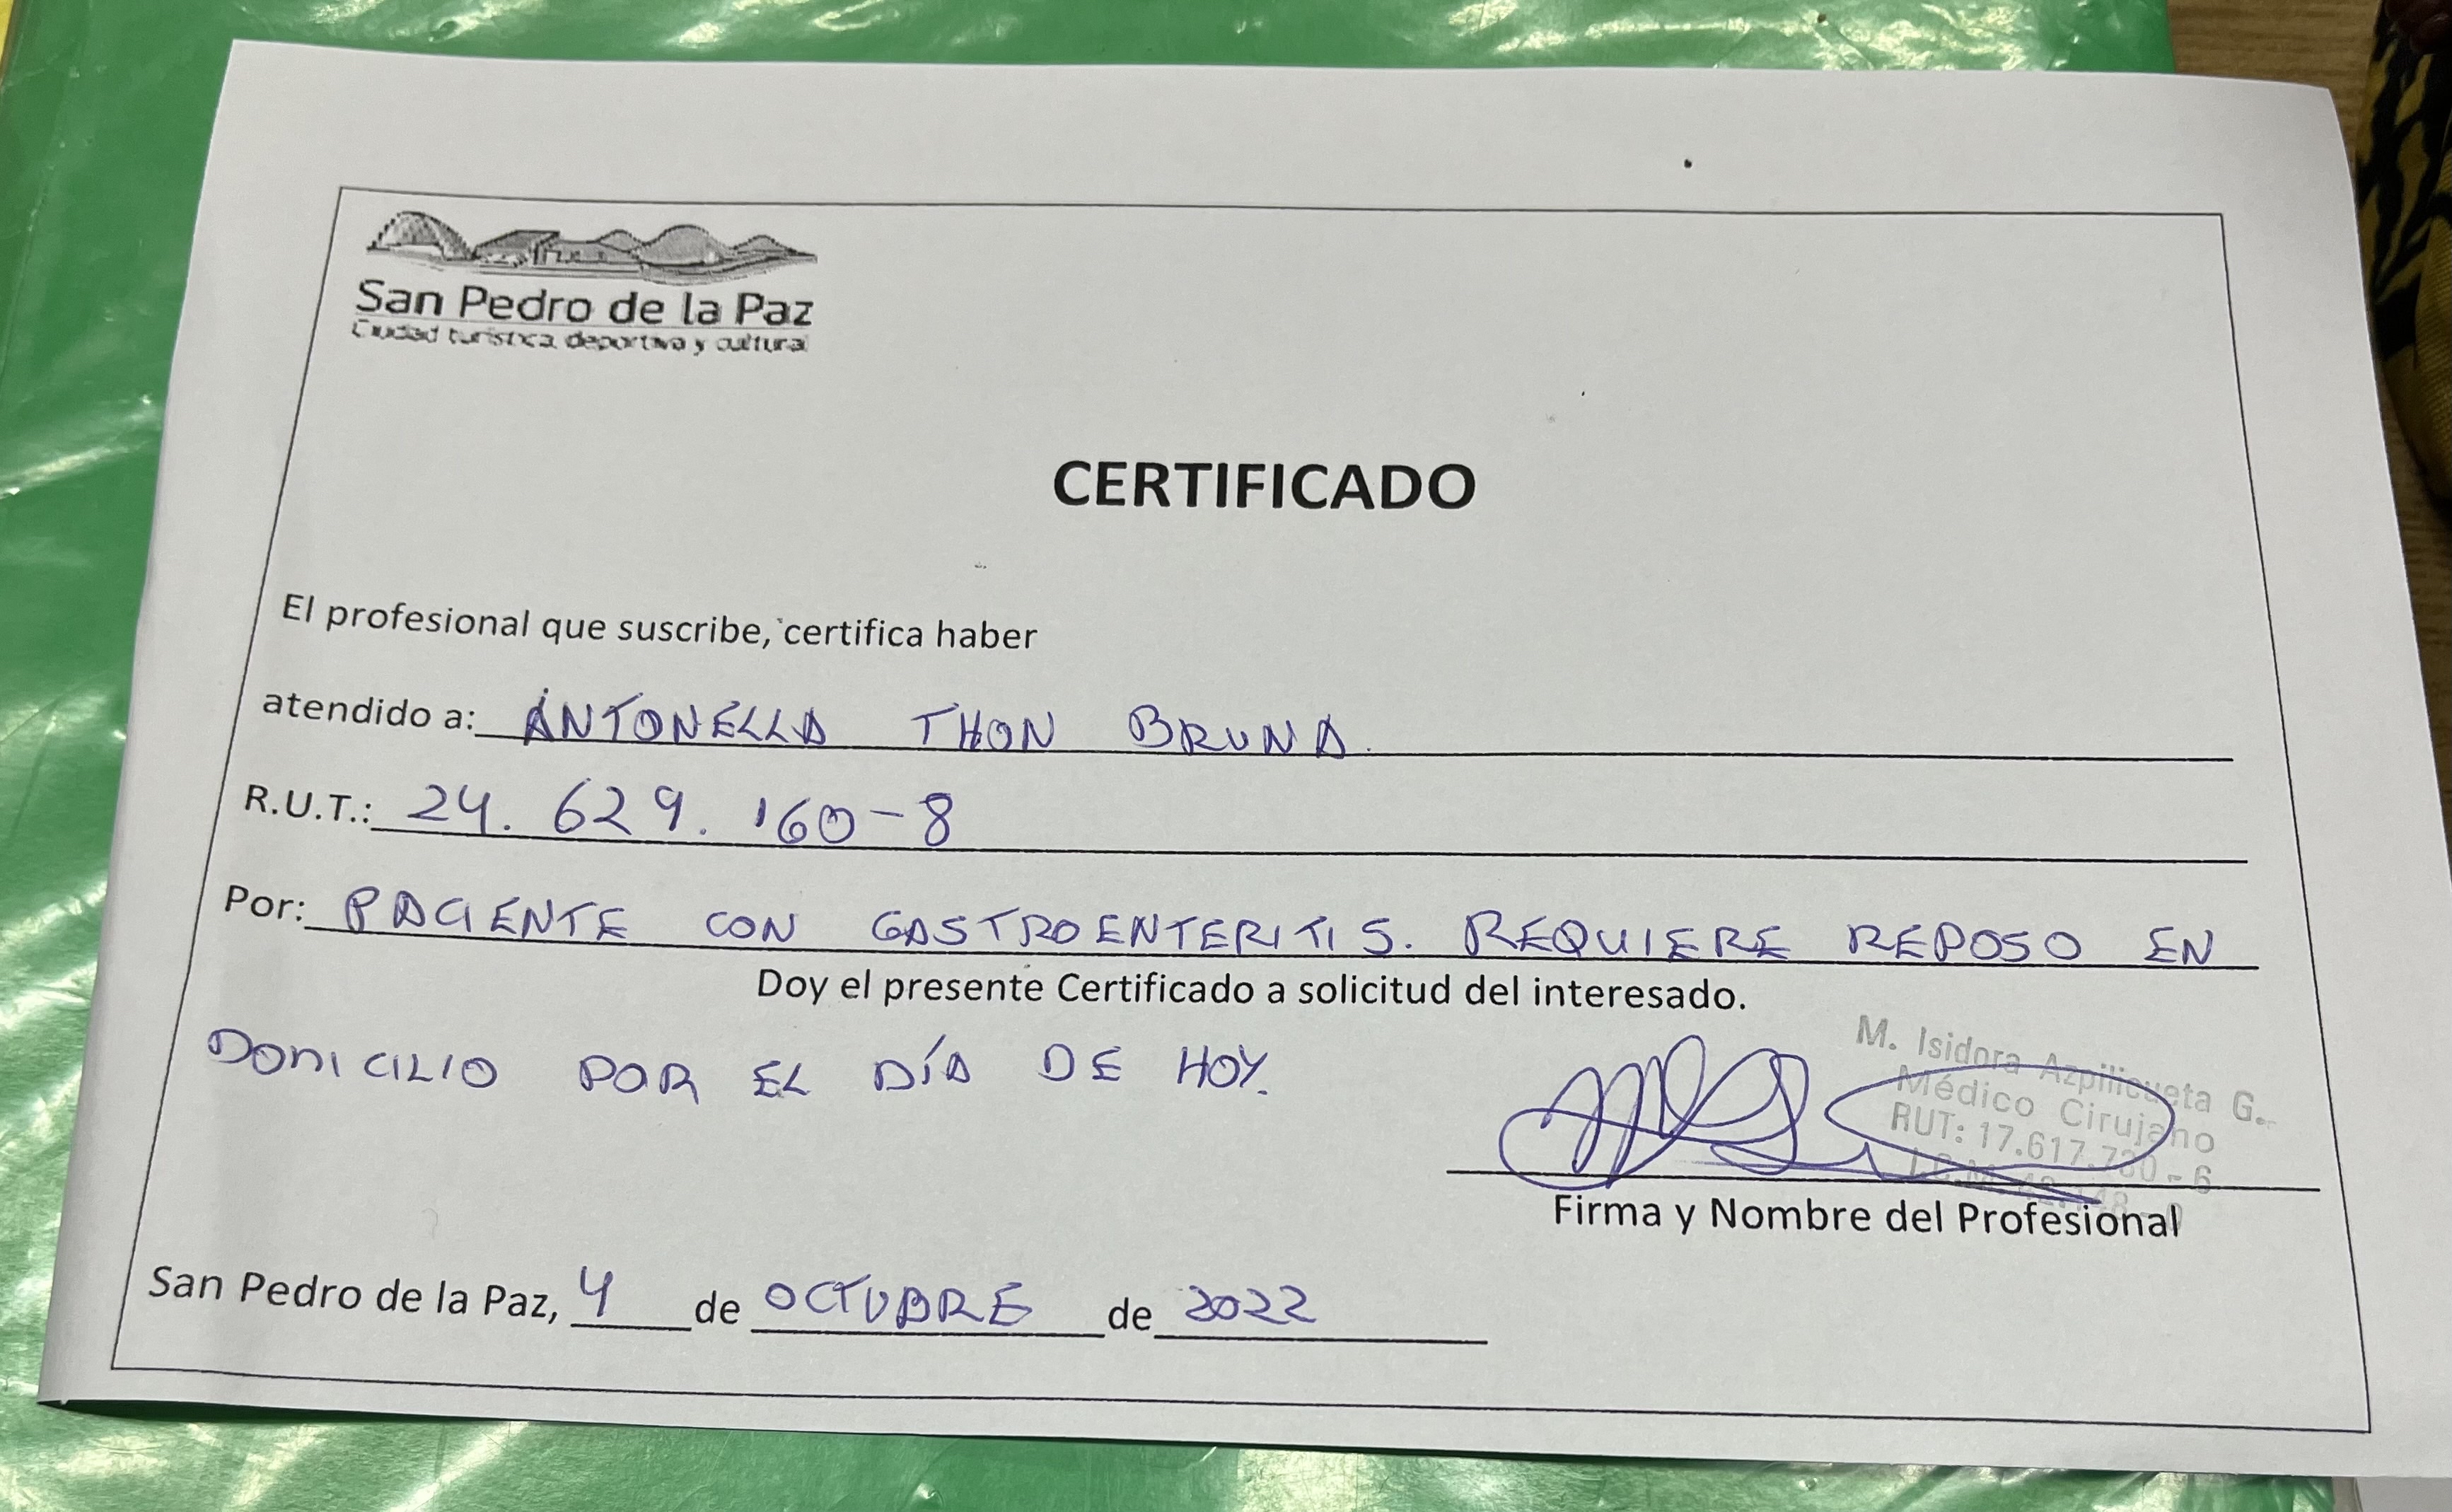 San Pedro de la Paz
Ciudad turística, deportiva y cultural
CERTIFICADO
El profesional que suscribe, certifica haber
atendido a: ANTONELLA THON BRUNA.
R.U.T.: 24. 629. 160-8
Por: PACIENTE CON GASTROENTERITIS. REQUIERE REPOSO EN
Doy el presente Certificado a solicitud del interesado.
DOMICILIO POR EL DÍA DE HOY.
M. Isidora Azpilicueta G.
Médico Cirujano
RUT: 17.617.730-6
Firma y Nombre del Profesional
San Pedro de la Paz, 4 de OCTUBRE de 2022